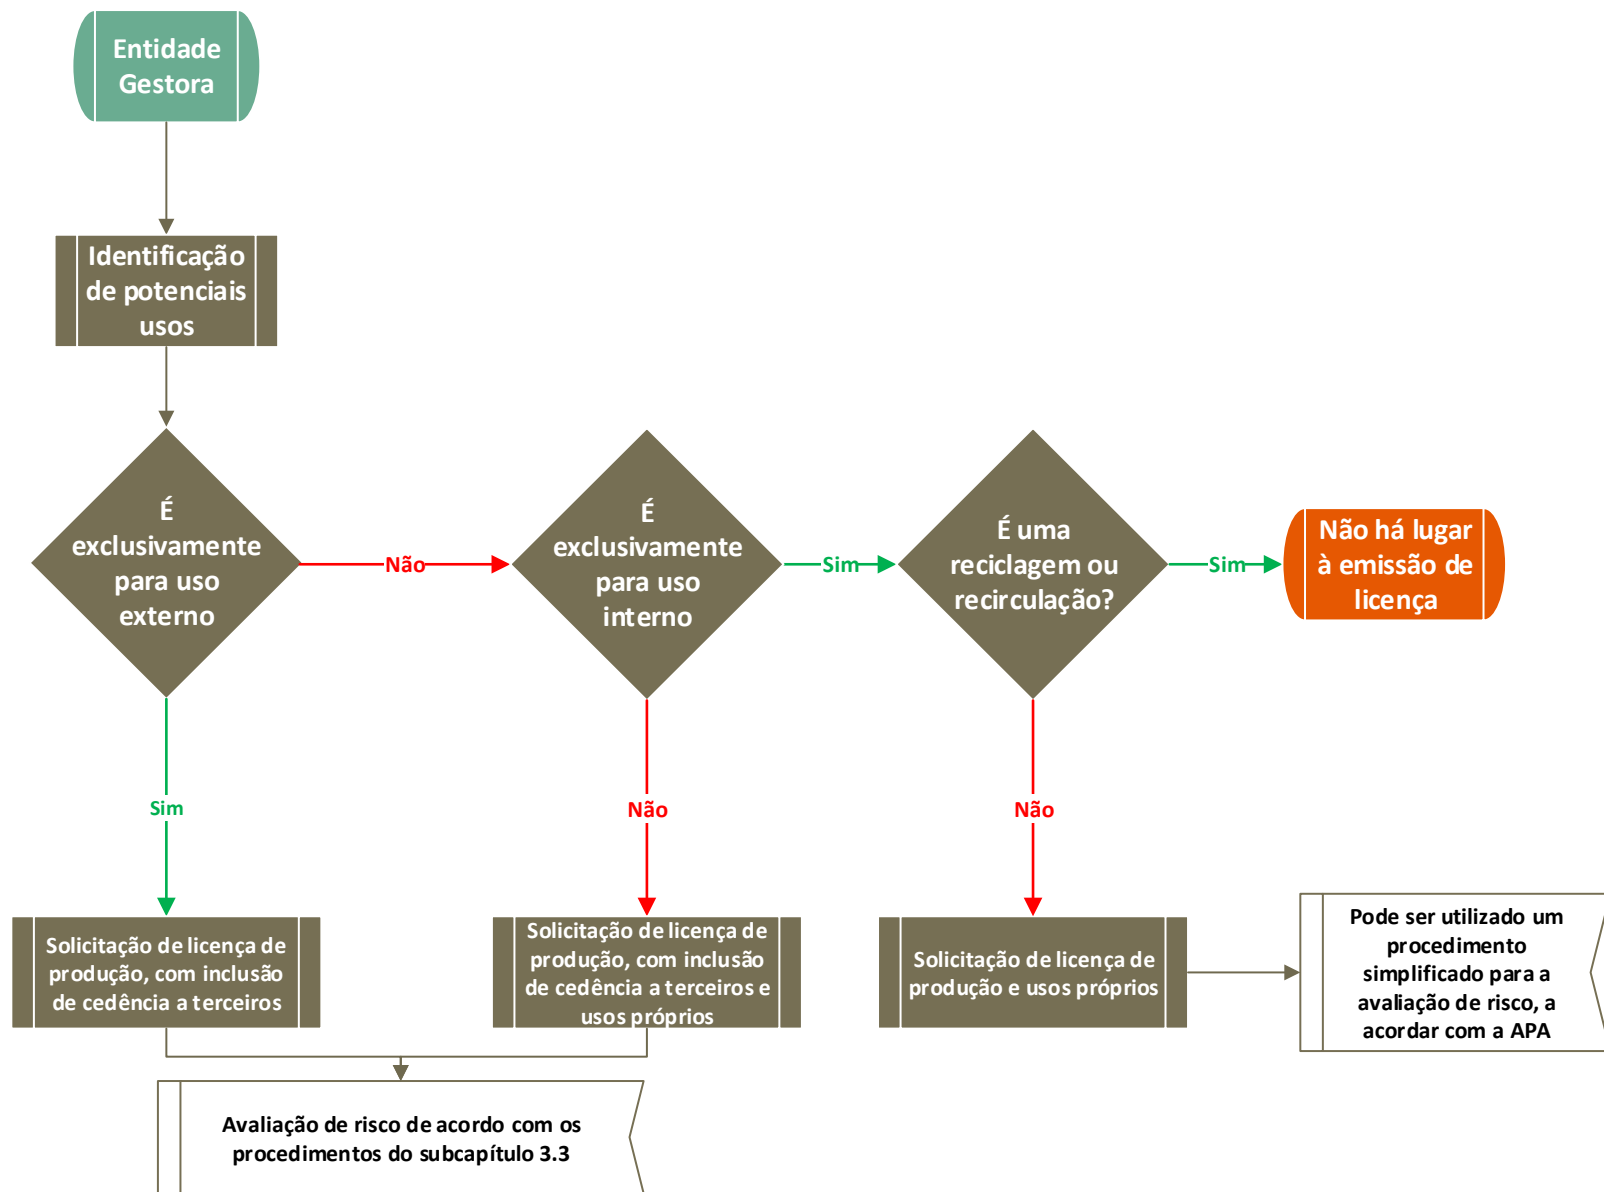 Entidade
Gestora
Identificação
de potenciais
usos
É
exclusivamente
para uso
externo
Não
É
exclusivamente
para uso
interno
Sim
É uma
reciclagem ou
recirculação?
Sim
Não há lugar
à emissão de
licença
Sim
Não
Não
Solicitação de licença de
produção, com inclusão
de cedência a terceiros
Solicitação de licença de
produção, com inclusão
de cedência a terceiros e
usos próprios
Solicitação de licença de
produção e usos próprios
Pode ser utilizado um
procedimento
simplificado para a
avaliação de risco, a
acordar com a APA
Avaliação de risco de acordo com os
procedimentos do subcapítulo 3.3